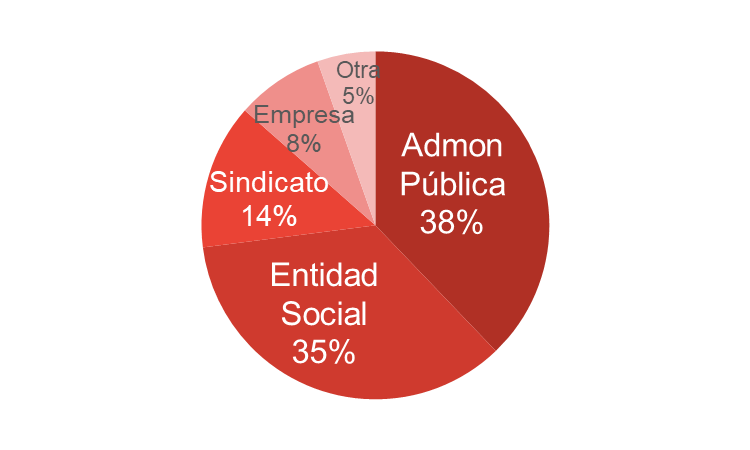 Otra
5%
Empresa
8%
Admon
Pública
38%
Sindicato
14%
Entidad
Social
35%